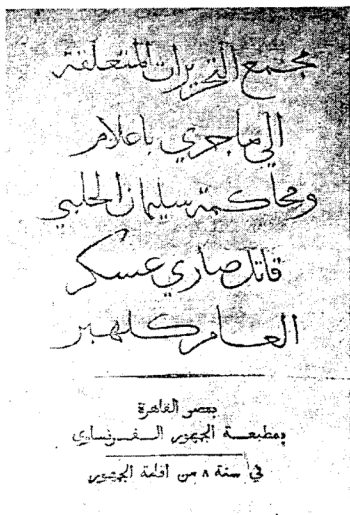 مجمع التحريرات المتعلقة
الي ماجري باعلام
ومحاكمة سليمان الحلبي
قاتل صاري عسكر
العام كلهبر
بمصر القاهرة
بمطبعة الجمهور الفرنساوي
في سنة ٨ من اقامة الجمهور